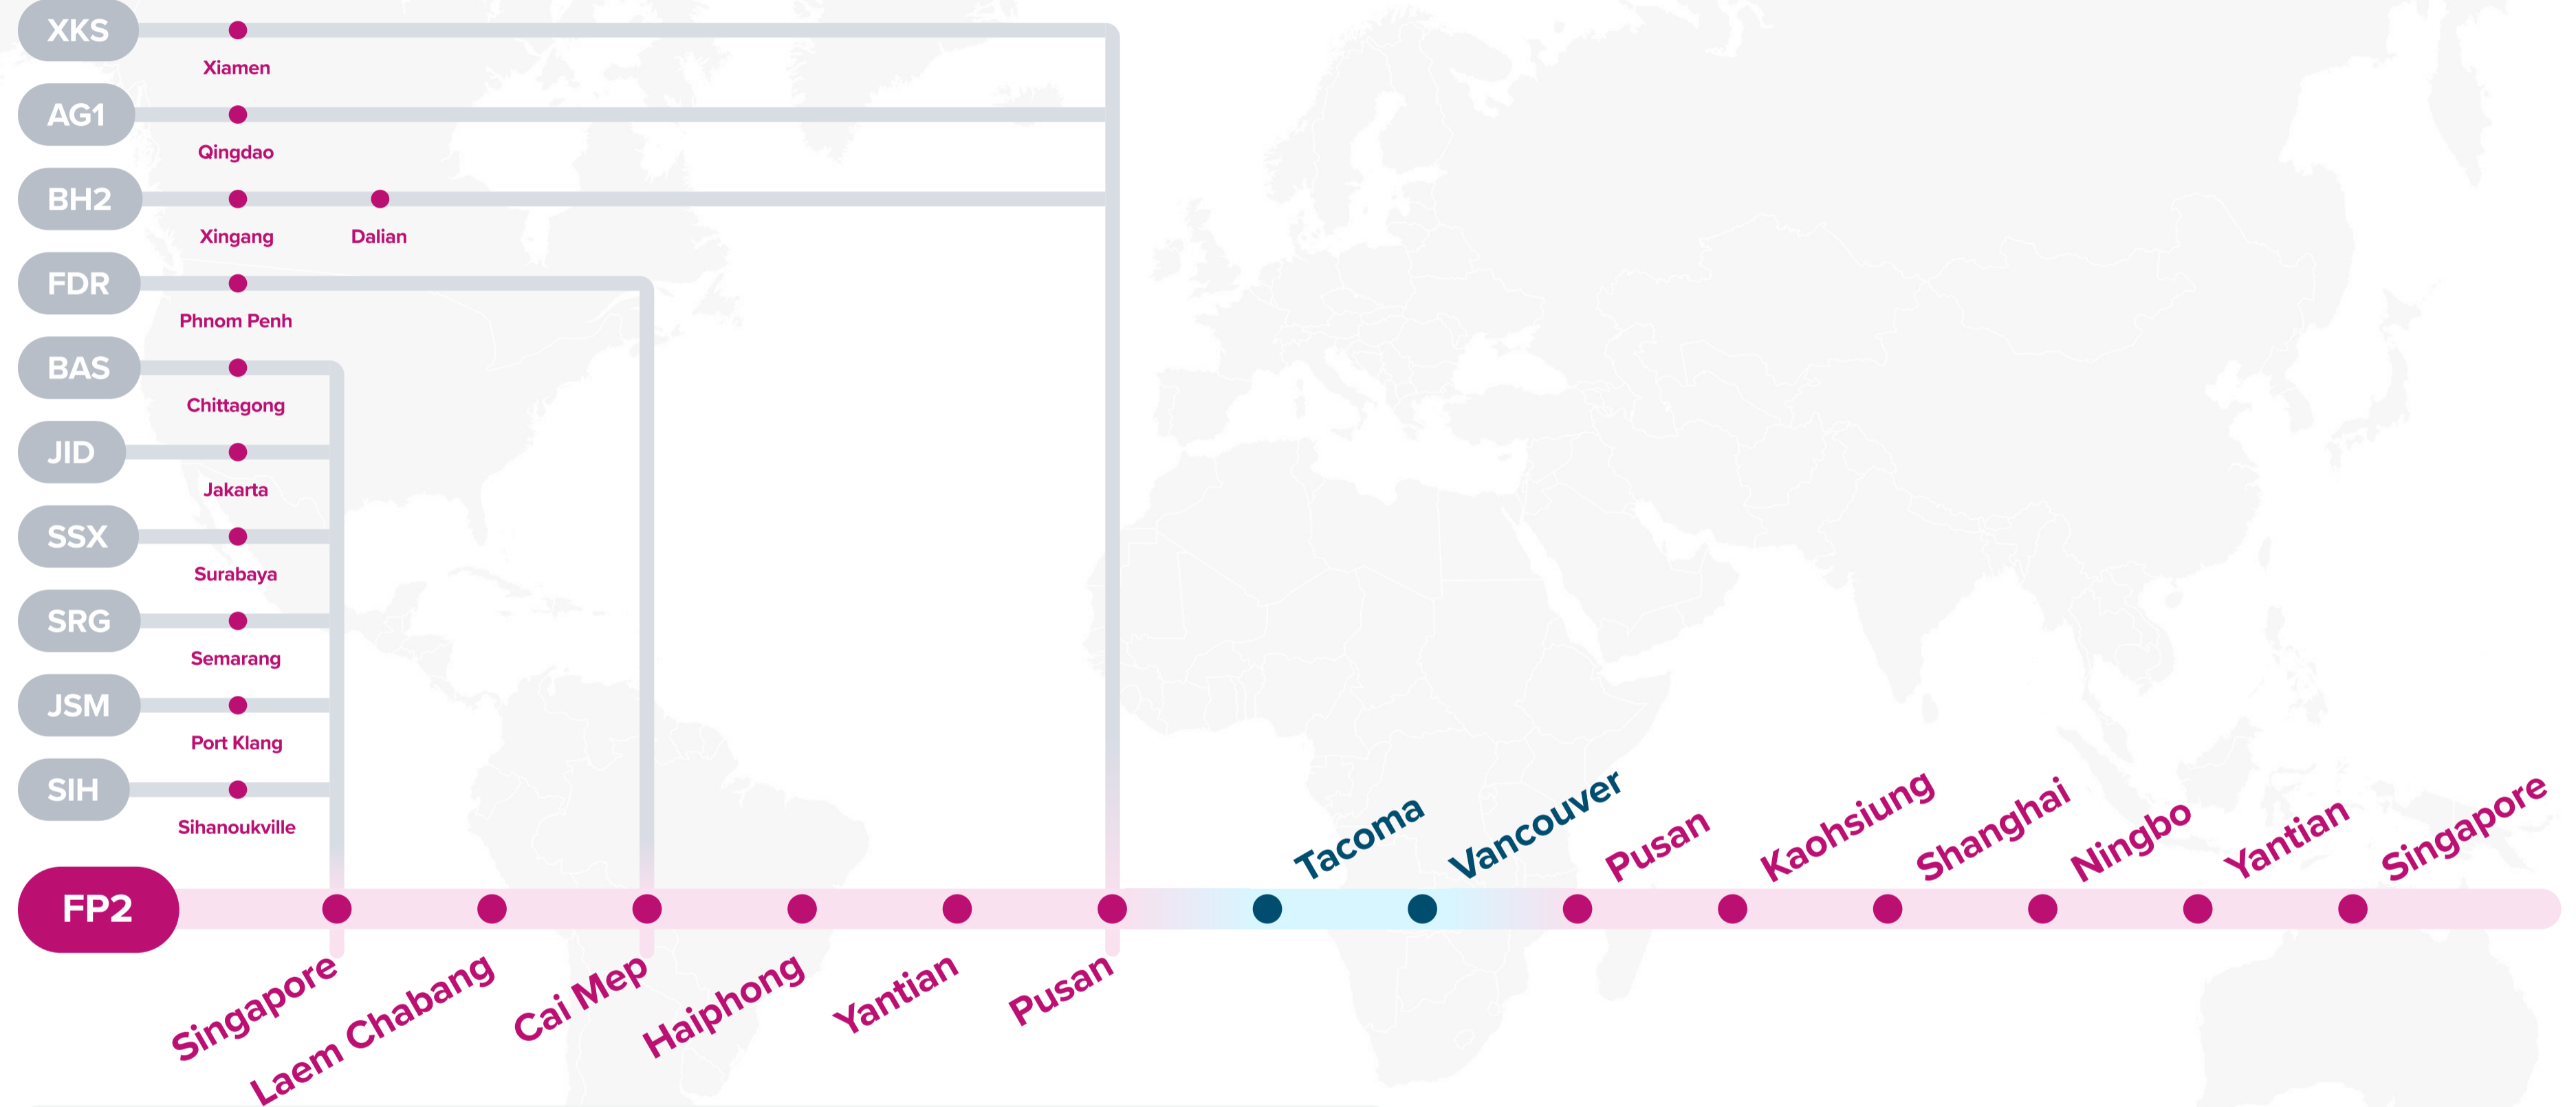 XKS
Xiamen
AG1
Qingdao
BH2
Xingang Dalian
FDR
Phnom Penh
BAS
Chittagong
JID
Jakarta
SSX
Surabaya
SRG
Semarang
JSM
Port Klang
SIH
Sihanoukville
FP2
Singapore
Laem Chabang
Cai Mep
Haiphong
Yantian
Pusan
Tacoma
Vancouver
Pusan
Kaohsiung
Shanghai
Ningbo
Yantian
Singapore